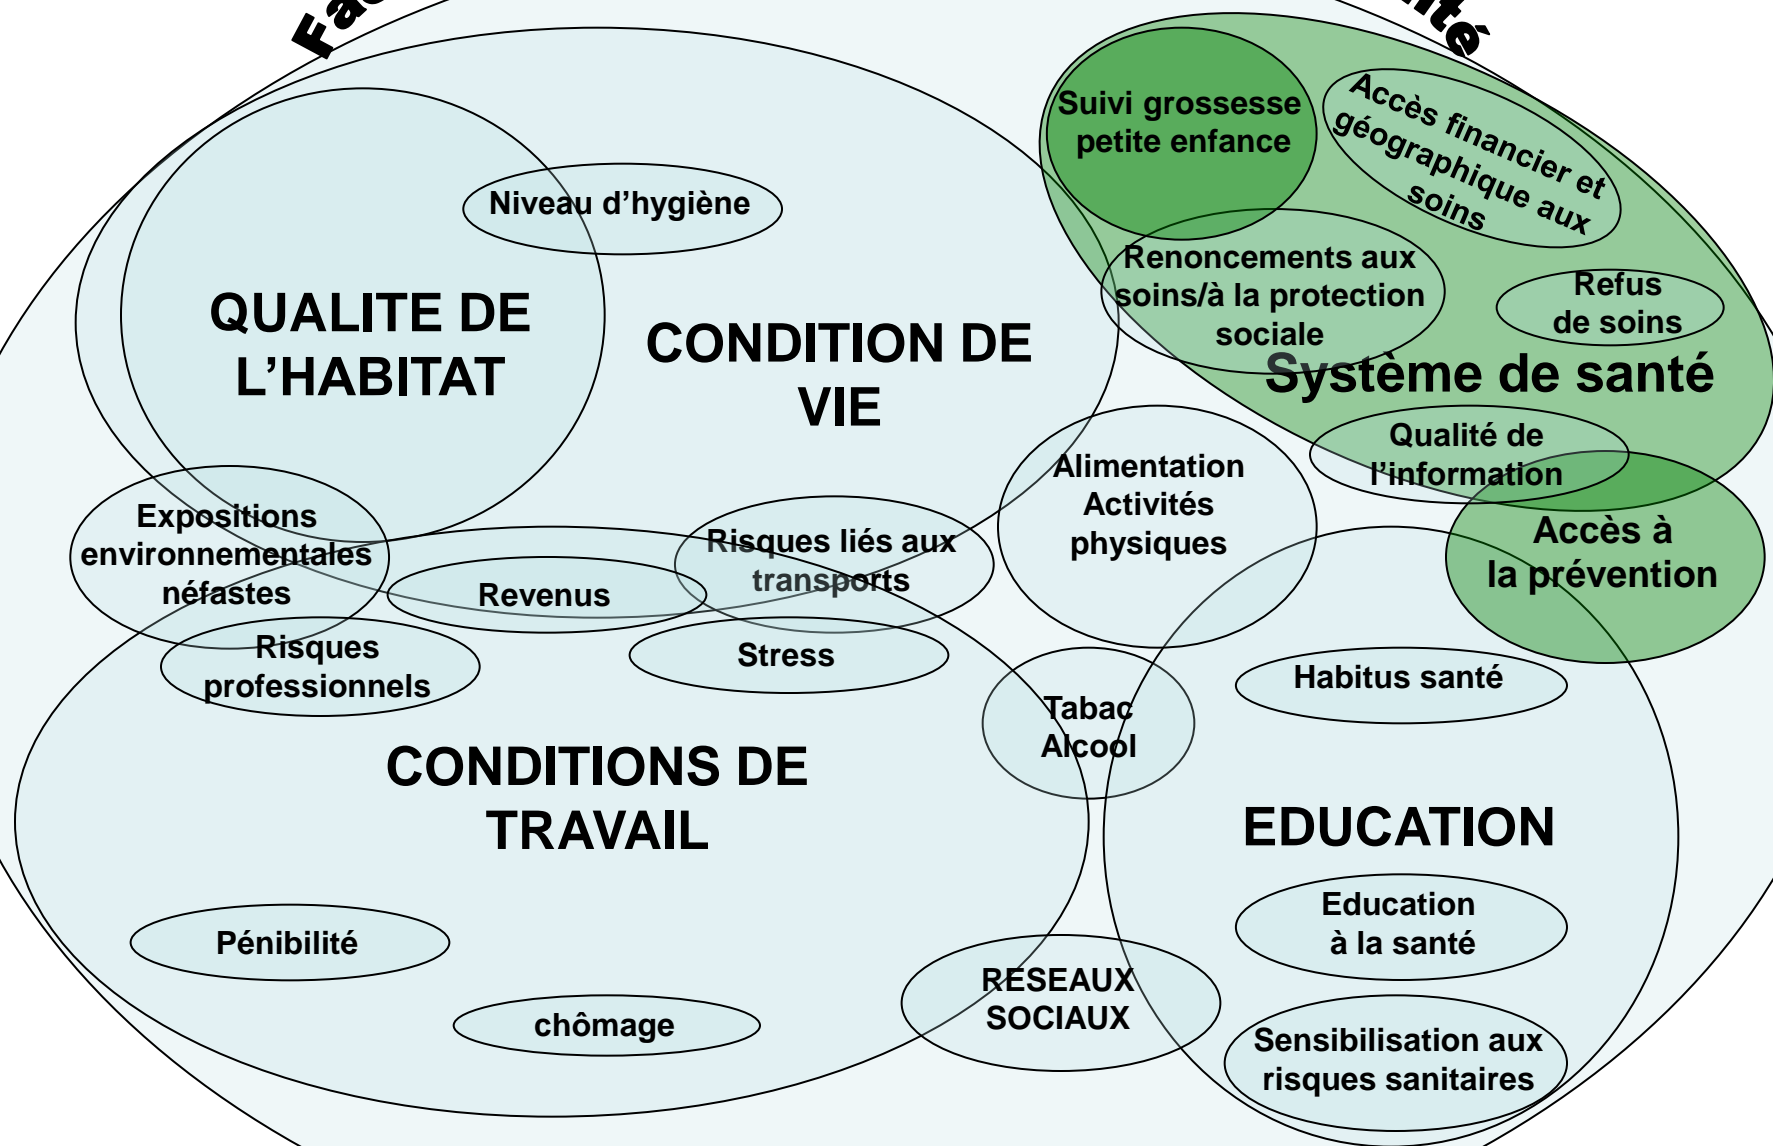 Suivi grossesse
petite enfance
Accès financier et
géographique aux
soins
Niveau d’hygiène
Renoncements aux
soins/à la protection
sociale
Refus
de soins
QUALITE DE
L’HABITAT
CONDITION DE
VIE
Système de santé
Qualité de
l’information
Alimentation
Activités
physiques
Expositions
environnementales
néfastes
Risques liés aux
transports
Accès à
la prévention
Revenus
Risques
professionnels
Stress
Habitus santé
Tabac
Alcool
CONDITIONS DE
TRAVAIL
EDUCATION
Education
à la santé
Pénibilité
RESEAUX
SOCIAUX
chômage
Sensibilisation aux
risques sanitaires